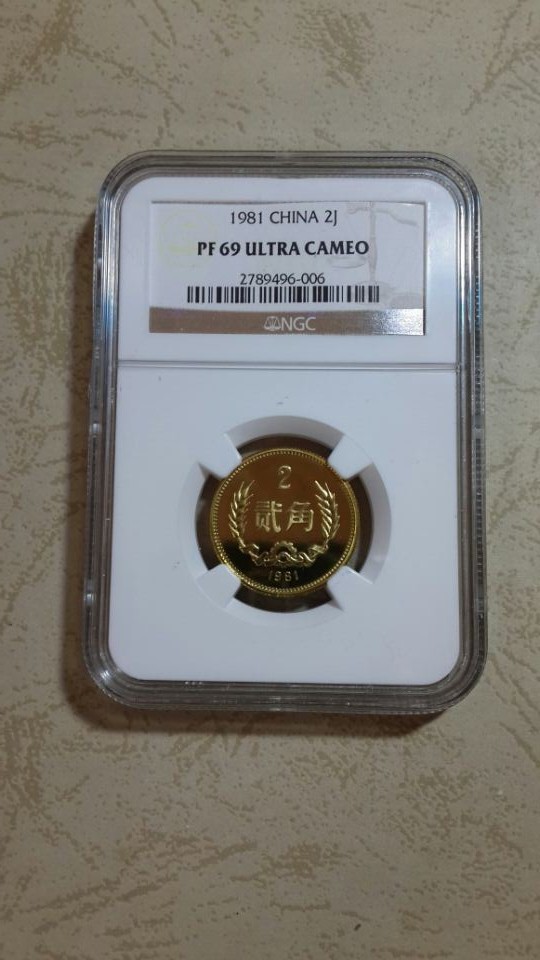 1981 CHINA 2J
PF 69 ULTRA CAMEO
2789496-006
NGC
2
贰角
1981